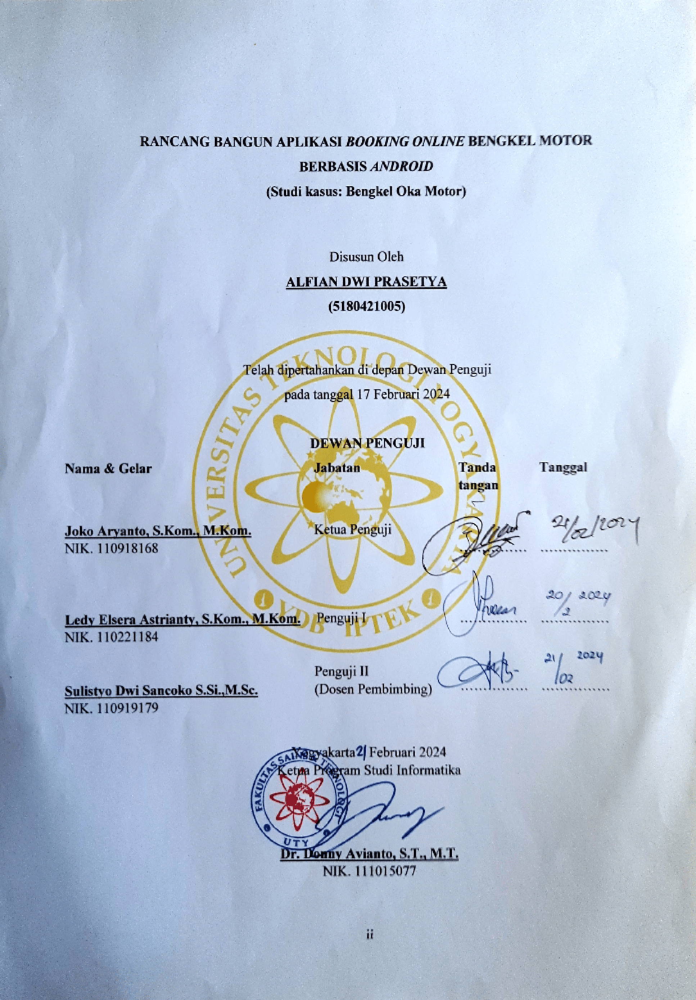 RANCANG BANGUN APLIKASI BOOKING ONLINE BENGKEL MOTOR
BERBASIS ANDROID
(Studi kasus: Bengkel Oka Motor)
Disusun Oleh
ALFIAN DWI PRASETYA
(5180421005)
UNIVERSITAS TEKNOLOGI YOGYAKARTA
YDB IPTEK
Telah dipertahankan di depan Dewan Penguji
pada tanggal 17 Februari 2024
DEWAN PENGUJI
Nama & Gelar Jabatan Tanda tangan Tanggal
Joko Aryanto, S.Kom., M.Kom. Ketua Penguji 21/02/2024
NIK. 110918168
Ledy Elsera Astrianty, S.Kom., M.Kom. Penguji I 20/2 2024
NIK. 110221184
Penguji II 21/02 2024
Sulistyo Dwi Sancoko S.Si.,M.Sc. (Dosen Pembimbing)
NIK. 110919179
Yogyakarta 21 Februari 2024
Ketua Program Studi Informatika
FAKULTAS SAINS & TEKNOLOGI
UTY
Dr. Donny Avianto, S.T., M.T.
NIK. 111015077
ii